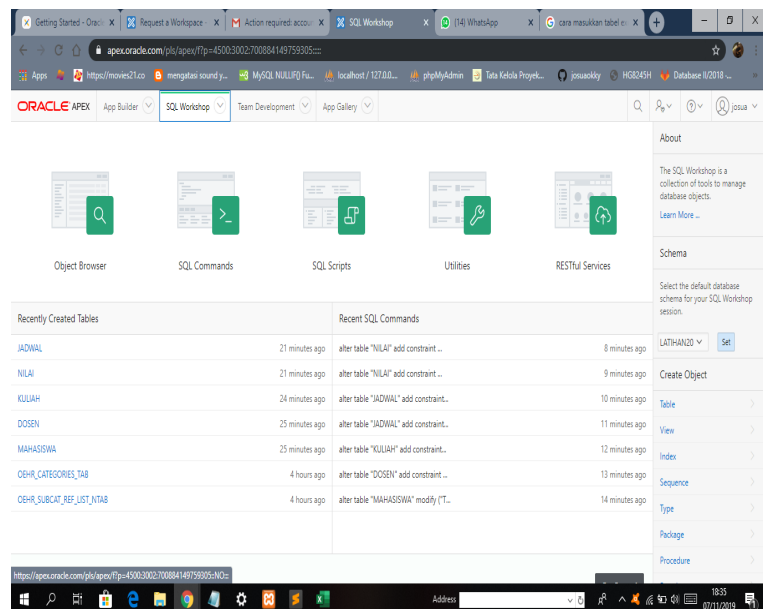 Getting Started - Oracl
Request a Workspace -
Action required: accoun
SQL Workshop
(14) WhatsApp
cara masukkan tabel e
apex.oracle.com/pls/apex/f?p=4500:3002:700884149759305:::::
Apps
https://movies21.co
mengatasi sound y...
MySQL NULLIF() Fu...
localhost / 127.0.0....
phpMyAdmin
Tata Kelola Proyek...
josuaokky
HG8245H
Database II/2018 -...
ORACLE APEX
App Builder
SQL Workshop
Team Development
App Gallery
josua
Object Browser
SQL Commands
SQL Scripts
Utilities
RESTful Services
Recently Created Tables
JADWAL 21 minutes ago
NILAI 21 minutes ago
KULIAH 24 minutes ago
DOSEN 25 minutes ago
MAHASISWA 25 minutes ago
OEHR_CATEGORIES_TAB 4 hours ago
OEHR_SUBCAT_REF_LIST_NTAB 4 hours ago
Recent SQL Commands
alter table "NILAI" add constraint ... 8 minutes ago
alter table "NILAI" add constraint ... 9 minutes ago
alter table "JADWAL" add constraint... 10 minutes ago
alter table "JADWAL" add constraint... 11 minutes ago
alter table "KULIAH" add constraint... 12 minutes ago
alter table "DOSEN" add constraint ... 13 minutes ago
alter table "MAHASISWA" modify ("T... 14 minutes ago
About
The SQL Workshop is a
collection of tools to manage
database objects.
Learn More ...
Schema
Select the default database
schema for your SQL Workshop
session.
LATIHAN20
Set
Create Object
Table
View
Index
Sequence
Type
Package
Procedure
https://apex.oracle.com/pls/apex/f?p=4500:3002:700884149759305::NO:::
Address
18:35
07/11/2019